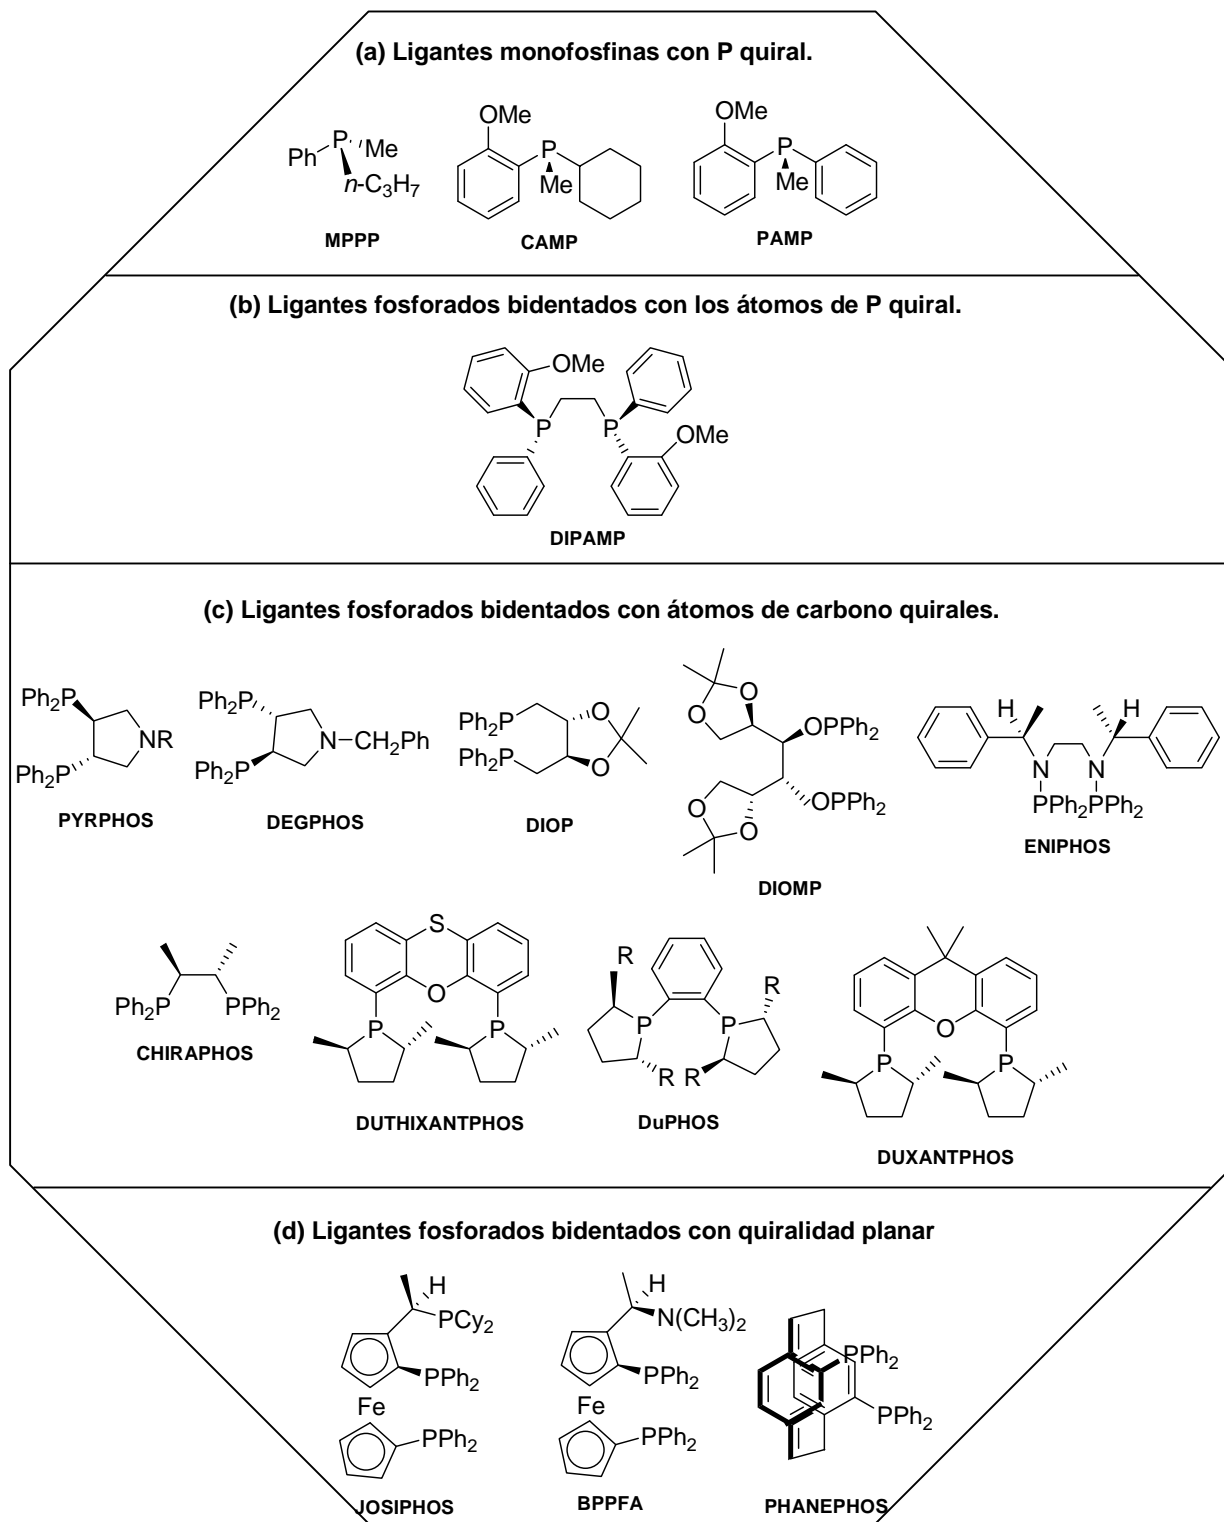 (a) Ligantes monofosfinas con P quiral.
OMe
P
Ph
Me
n-C3H7
MPPP
OMe
P
Me
CAMP
OMe
P
Me
PAMP
(b) Ligantes fosforados bidentados con los átomos de P quiral.
OMe
P
P
OMe
DIPAMP
(c) Ligantes fosforados bidentados con átomos de carbono quirales.
Ph2P
NR
Ph2P
PYRPHOS
Ph2P
N CH2Ph
Ph2P
DEGPHOS
Ph2P
O
Ph2P
O
DIOP
O
O
OPPh2
O
O
OPPh2
DIOMP
H
H
N
N
PPh2
PPh2
ENIPHOS
Ph2P
PPh2
CHIRAPHOS
S
O
P
P
DUTHIXANTPHOS
R
R
P
P
R
R
DuPHOS
O
P
P
DUXANTPHOS
(d) Ligantes fosforados bidentados con quiralidad planar
H
PCy2
PPh2
Fe
PPh2
JOSIPHOS
H
N(CH3)2
PPh2
Fe
PPh2
BPPFA
PPh2
PPh2
PHANEPHOS